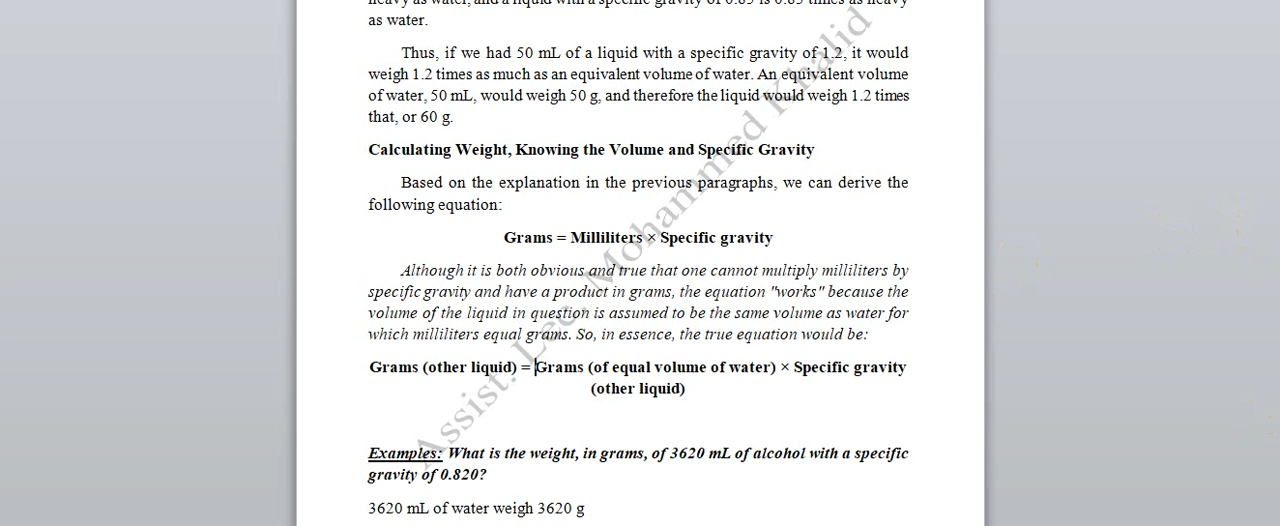 heavy as water, and a liquid with a specific gravity of 0.85 is 0.85 times as heavy
as water.
Thus, if we had 50 mL of a liquid with a specific gravity of 1.2, it would
weigh 1.2 times as much as an equivalent volume of water. An equivalent volume
of water, 50 mL, would weigh 50 g, and therefore the liquid would weigh 1.2 times
that, or 60 g.
Calculating Weight, Knowing the Volume and Specific Gravity
Based on the explanation in the previous paragraphs, we can derive the
following equation:
Grams = Milliliters × Specific gravity
Although it is both obvious and true that one cannot multiply milliliters by
specific gravity and have a product in grams, the equation "works" because the
volume of the liquid in question is assumed to be the same volume as water for
which milliliters equal grams. So, in essence, the true equation would be:
Grams (other liquid) = Grams (of equal volume of water) × Specific gravity
(other liquid)
Examples: What is the weight, in grams, of 3620 mL of alcohol with a specific
gravity of 0.820?
3620 mL of water weigh 3620 g
Assist. Lec. Mohammed Khalid